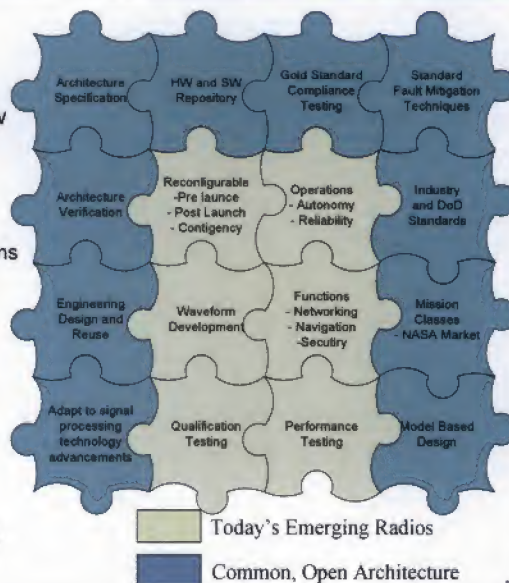 Architecture
Specification
HW and SW
Repository
Gold Standard
Compliance
Testing
Standard
Fault Mitigation
Techniques
Architecture
Verification
Reconfigurable
-Pre launce
- Post Launch
- Contigency
Operations
- Autonomy
- Reliability
Industry
and DoD
Standards
ns
Engineering
Design and
Reuse
Waveform
Development
Functions
- Networking
- Navigation
-Secutiry
Mission
Classes
- NASA Market
Adapt to signal
processing
technology
advancements
Qualification
Testing
Performance
Testing
Model Based
Design
Today's Emerging Radios
Common, Open Architecture